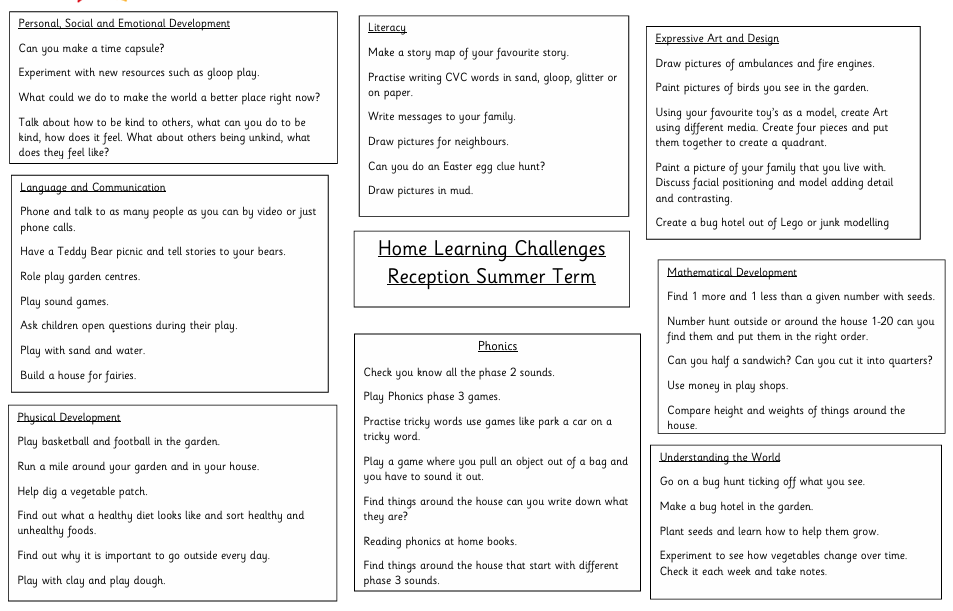 Personal, Social and Emotional Development
Can you make a time capsule?
Experiment with new resources such as gloop play.
What could we do to make the world a better place right now?
Talk about how to be kind to others, what can you do to be
kind, how does it feel. What about others being unkind, what
does they feel like?
Language and Communication
Phone and talk to as many people as you can by video or just
phone calls.
Have a Teddy Bear picnic and tell stories to your bears.
Role play garden centres.
Play sound games.
Ask children open questions during their play.
Play with sand and water.
Build a house for fairies.
Physical Development
Play basketball and football in the garden.
Run a mile around your garden and in your house.
Help dig a vegetable patch.
Find out what a healthy diet looks like and sort healthy and
unhealthy foods.
Find out why it is important to go outside every day.
Play with clay and play dough.
Literacy
Make a story map of your favourite story.
Practise writing CVC words in sand, gloop, glitter or
on paper.
Write messages to your family.
Draw pictures for neighbours.
Can you do an Easter egg clue hunt?
Draw pictures in mud.
Home Learning Challenges
Reception Summer Term
Phonics
Check you know all the phase 2 sounds.
Play Phonics phase 3 games.
Practise tricky words use games like park a car on a
tricky word.
Play a game where you pull an object out of a bag and
you have to sound it out.
Find things around the house can you write down what
they are?
Reading phonics at home books.
Find things around the house that start with different
phase 3 sounds.
Expressive Art and Design
Draw pictures of ambulances and fire engines.
Paint pictures of birds you see in the garden.
Using your favourite toy's as a model, create Art
using different media. Create four pieces and put
them together to create a quadrant.
Paint a picture of your family that you live with.
Discuss facial positioning and model adding detail
and contrasting.
Create a bug hotel out of Lego or junk modelling
Mathematical Development
Find 1 more and 1 less than a given number with seeds.
Number hunt outside or around the house 1-20 can you
find them and put them in the right order.
Can you half a sandwich? Can you cut it into quarters?
Use money in play shops.
Compare height and weights of things around the
house.
Understanding the World
Go on a bug hunt ticking off what you see.
Make a bug hotel in the garden.
Plant seeds and learn how to help them grow.
Experiment to see how vegetables change over time.
Check it each week and take notes.